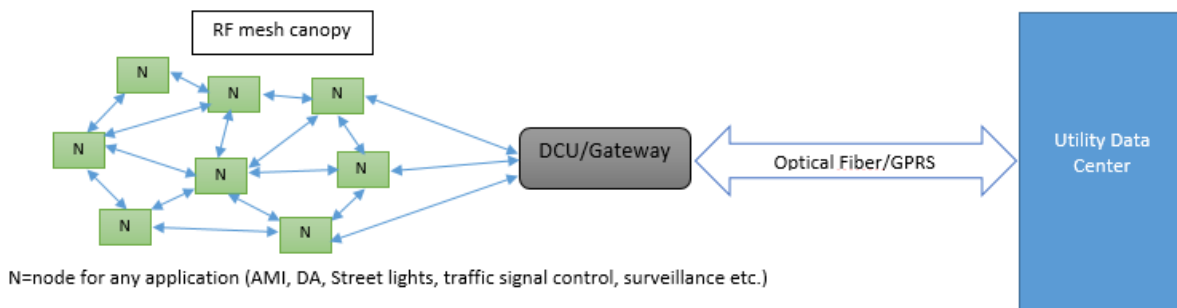 RF mesh canopy
N
N
N
N
N
N
N
N
DCU/Gateway
Optical Fiber/GPRS
Utility Data
Center
N=node for any application (AMI, DA, Street lights, traffic signal control, surveillance etc.)